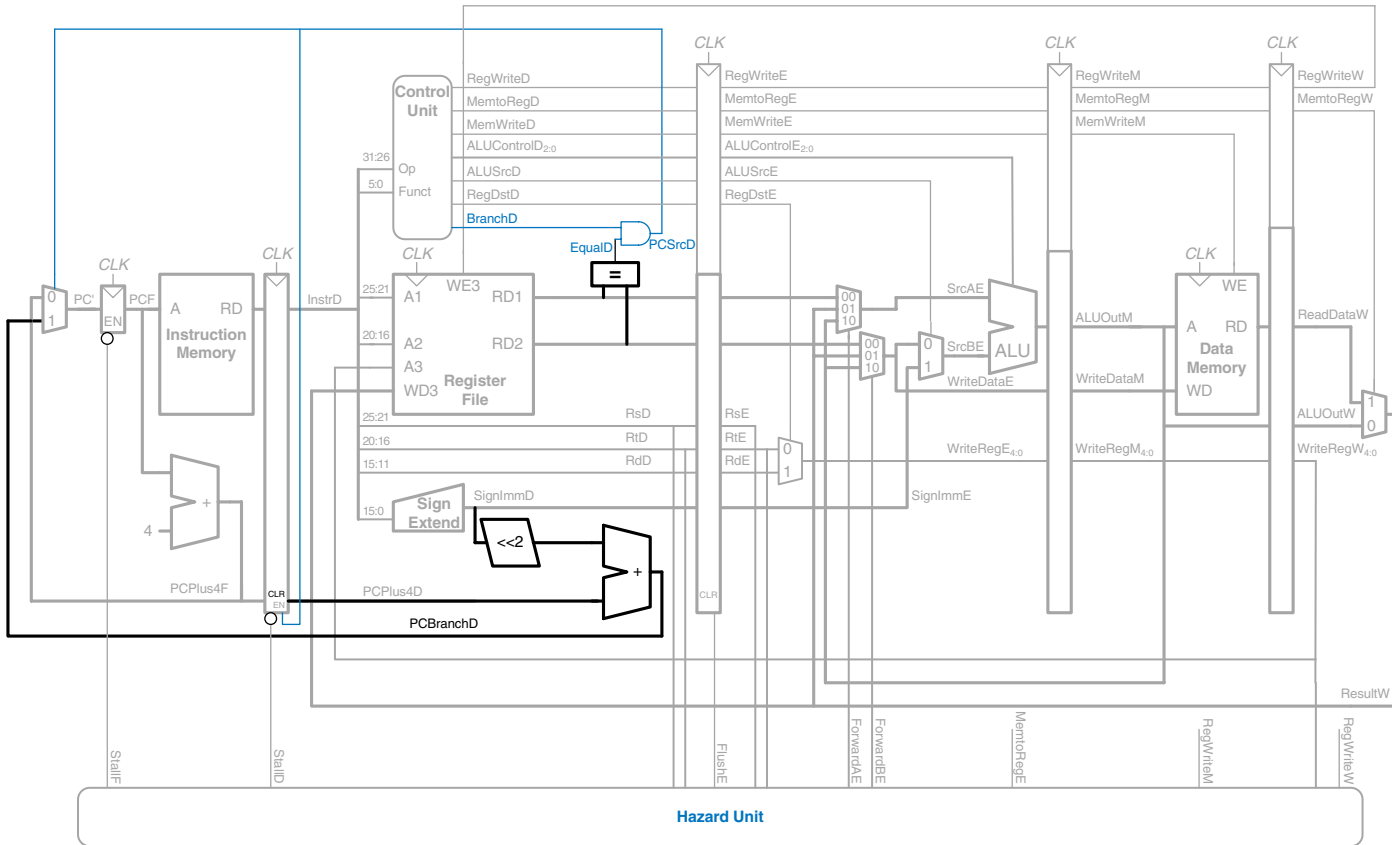 CLK CLK CLK
Control Unit
RegWriteD RegWriteE RegWriteM RegWriteW
MemtoRegD MemtoRegE MemtoRegM MemtoRegW
MemWriteD MemWriteE MemWriteM
ALUControlD2:0 ALUControlE2:0
31:26 Op ALUSrcD ALUSrcE
5:0 Funct RegDstD RegDstE
BranchD
EqualD PCSrcD
CLK CLK CLK CLK
=
0 PC' PCF A RD InstrD 25:21 A1 WE3 RD1 00 SrcAE WE
1 EN 01
10
Instruction Memory
20:16 A2 RD2 00 0 SrcBE ALU ALUOutM A RD ReadDataW
01 1
10
A3 Register File
Data Memory
WD3 WriteDataE WriteDataM WD 1
25:21 RsD RsE ALUOutW 0
20:16 RtD RtE 0 WriteRegE4:0 WriteRegM4:0 WriteRegW4:0
15:11 RdD RdE 1
+ 15:0 Sign Extend SignImmD SignImmE
4 <<2
+
PCPlus4F CLR PCPlus4D CLR
EN
PCBranchD
ResultW
StallF StallD FlushE ForwardAE ForwardBE MemtoRegE RegWriteM RegWriteW
Hazard Unit